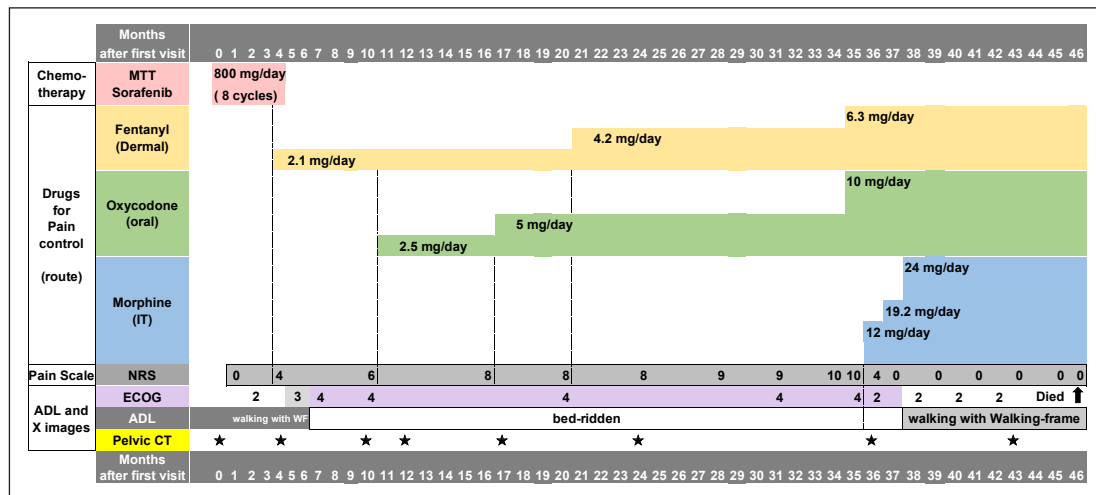 Months
after first visit
0 1 2 3 4 5 6 7 8 9 10 11 12 13 14 15 16 17 18 19 20 21 22 23 24 25 26 27 28 29 30 31 32 33 34 35 36 38 39 40 41 42 43 44 45 46
Chemo-
therapy
MTT
Sorafenib
800 mg/day
( 8 cycles)
Drugs
for
Pain
control
(route)
Fentanyl
(Dermal)
6.3 mg/day
4.2 mg/day
2.1 mg/day
Oxycodone
(oral)
10 mg/day
5 mg/day
2.5 mg/day
Morphine
(IT)
24 mg/day
19.2 mg/day
12 mg/day
Pain Scale NRS 0 4 6 8 8 8 9 9 10 10 4 0 0 0 0 0 0
ADL and
X images
ECOG 2 3 4 4 4 4 4 2 2 2 2 Died
ADL walking with WF bed-ridden walking with Walking-frame
Pelvic CT
Months
after first visit
0 1 2 3 4 5 6 7 8 9 10 11 12 13 14 15 16 17 18 19 20 21 22 23 24 25 26 27 28 29 30 31 32 33 34 35 36 38 39 40 41 42 43 44 45 46